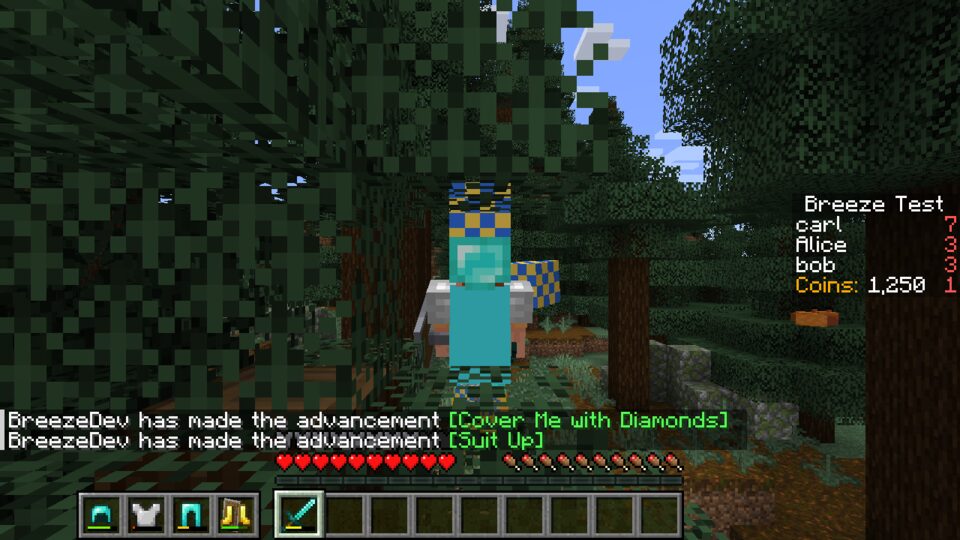 Breeze Test
carl 7
Alice 3
bob 3
Coins: 1,250 1
BreezeDev has made the advancement [Cover Me with Diamonds]
BreezeDev has made the advancement [Suit Up]